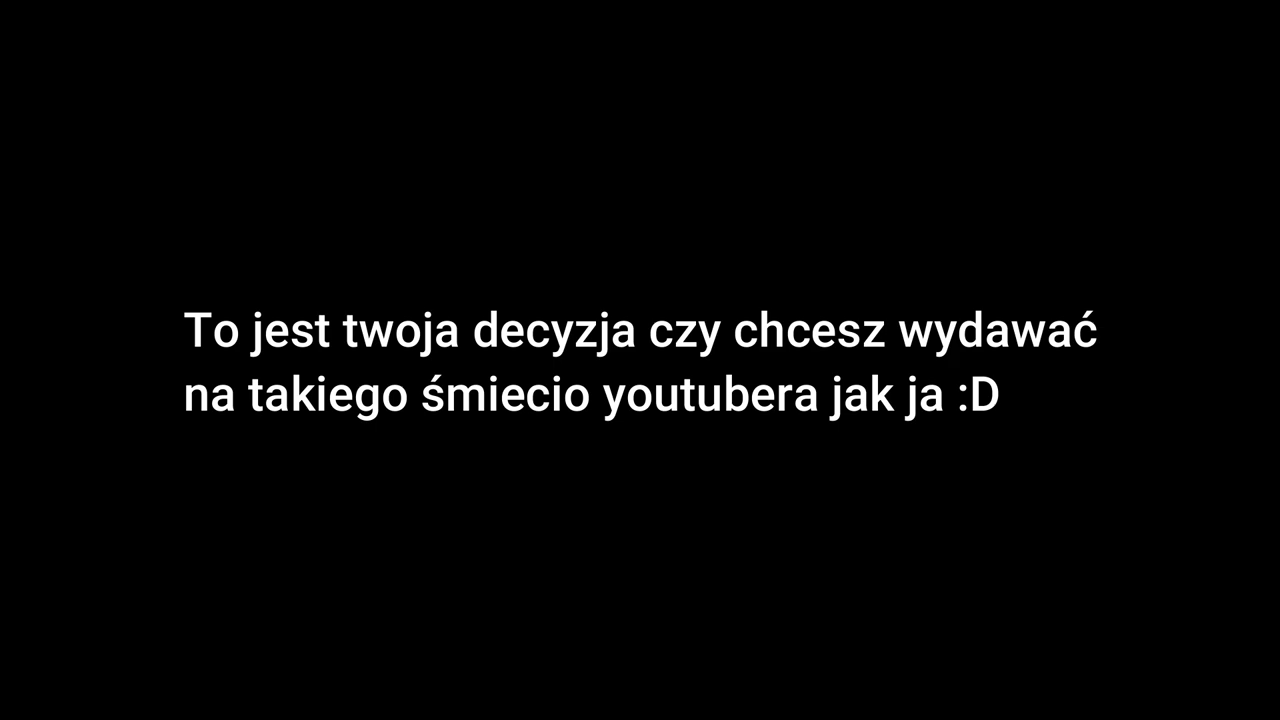 To jest twoja decyzja czy chcesz wydawać
na takiego śmiecio youtubera jak ja :D